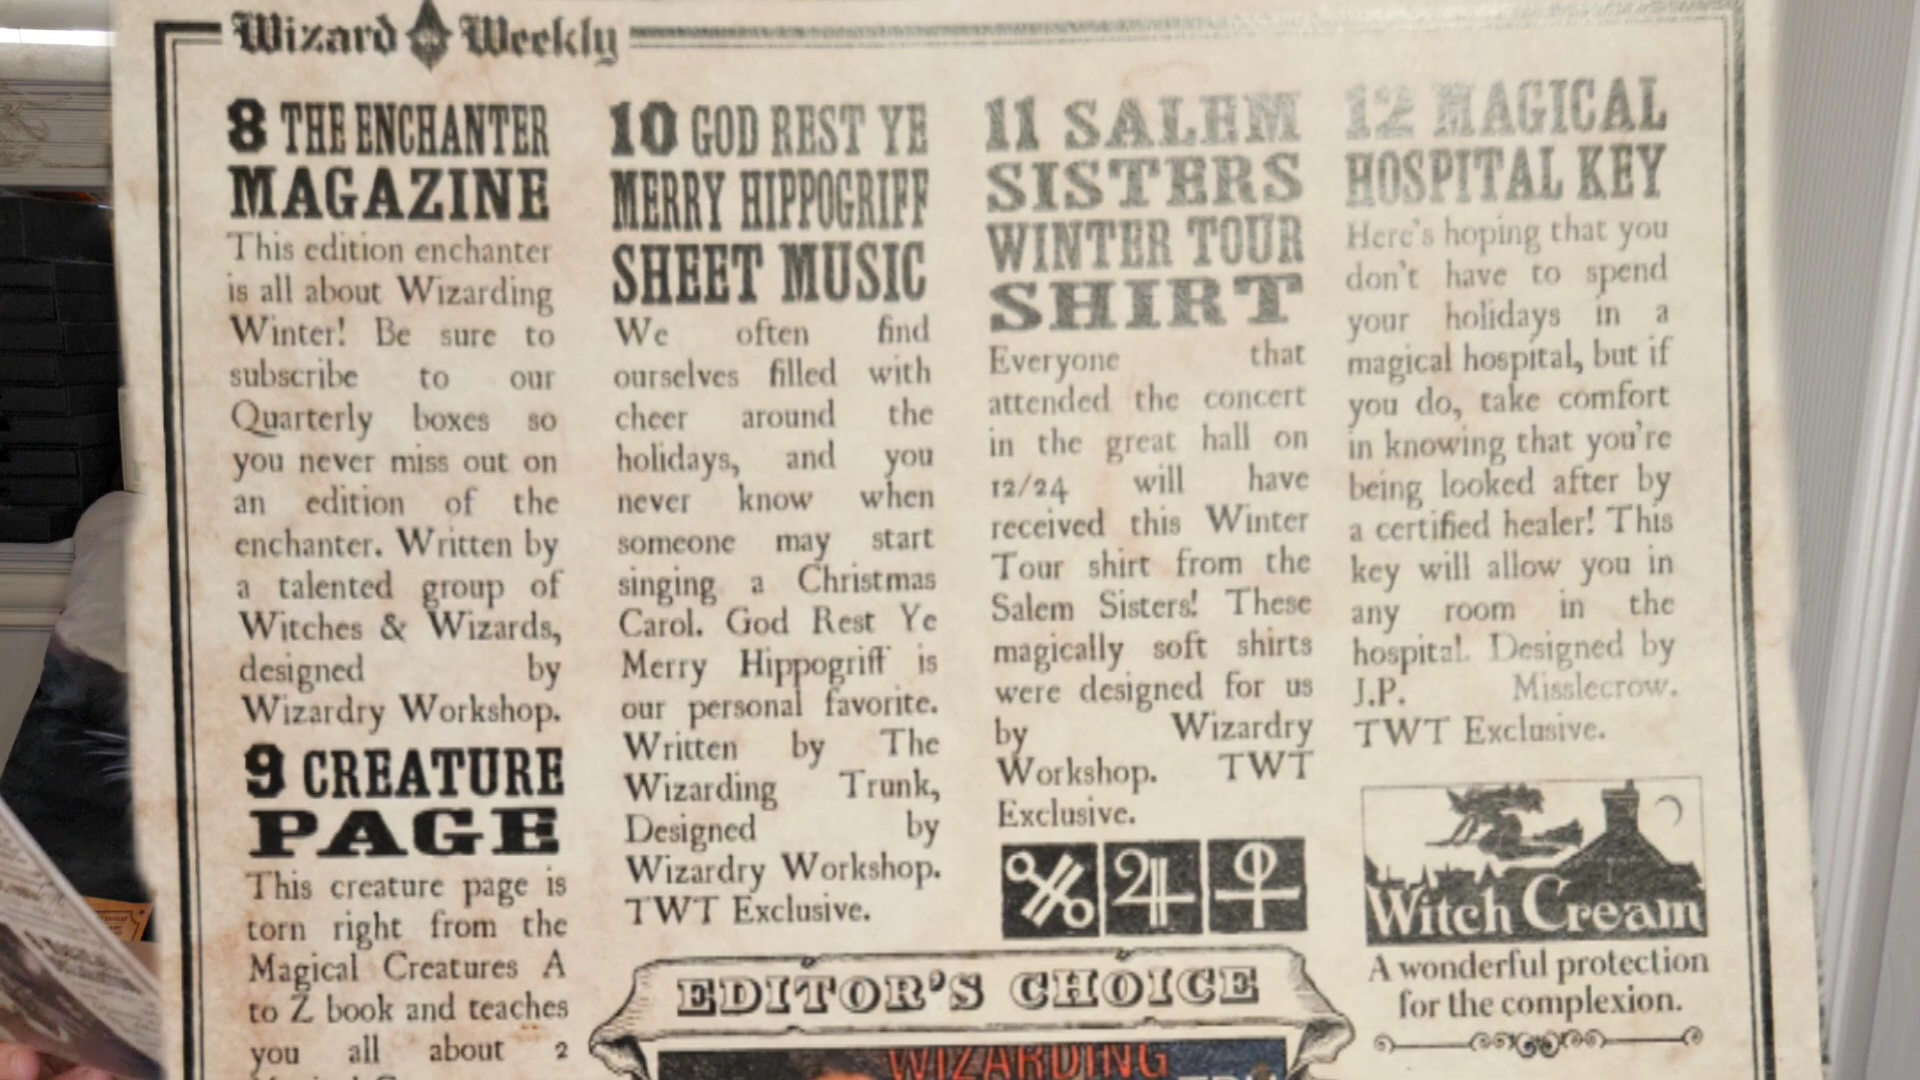 Wizard Weekly
8 THE ENCHANTER
MAGAZINE
This edition enchanter
is all about Wizarding
Winter! Be sure to
subscribe to our
Quarterly boxes so
you never miss out on
an edition of the
enchanter. Written by
a talented group of
Witches & Wizards,
designed by
Wizardry Workshop.
9 CREATURE
PAGE
This creature page is
torn right from the
Magical Creatures A
to Z book and teaches
you all about 2
10 GOD REST YE
MERRY HIPPOGRIFF
SHEET MUSIC
We often find
ourselves filled with
cheer around the
holidays, and you
never know when
someone may start
singing a Christmas
Carol. God Rest Ye
Merry Hippogriff is
our personal favorite.
Written by The
Wizarding Trunk,
Designed by
Wizardry Workshop.
TWT Exclusive.
11 SALEM
SISTERS
WINTER TOUR
SHIRT
Everyone that
attended the concert
in the great hall on
12/24 will have
received this Winter
Tour shirt from the
Salem Sisters! These
magically soft shirts
were designed for us
by Wizardry
Workshop. TWT
Exclusive.
12 MAGICAL
HOSPITAL KEY
Here's hoping that you
don't have to spend
your holidays in a
magical hospital, but if
you do, take comfort
in knowing that you're
being looked after by
a certified healer! This
key will allow you in
any room in the
hospital. Designed by
J.P. Misslecrow.
TWT Exclusive.
Witch Cream
A wonderful protection
for the complexion.
EDITOR'S CHOICE
WIZARDING